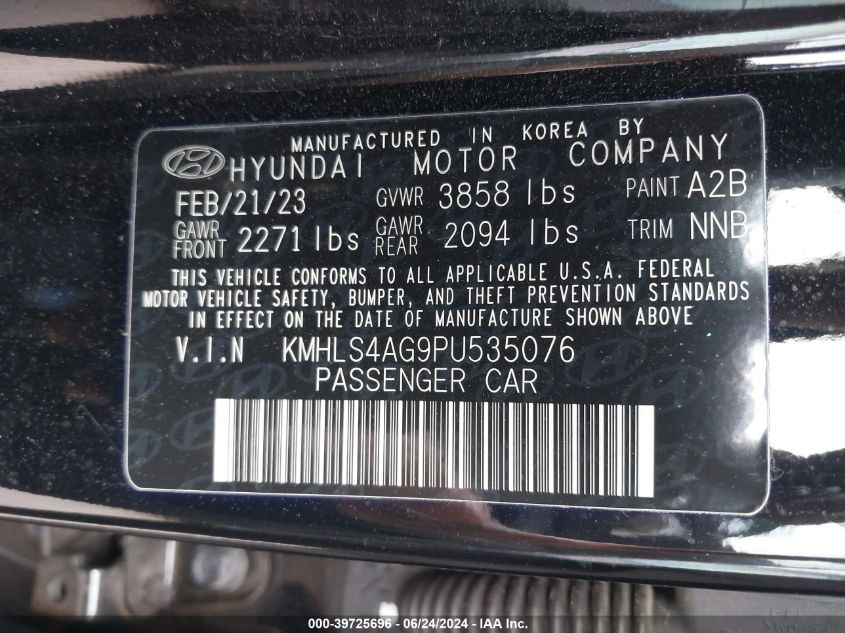 MANUFACTURED IN KOREA BY
HYUNDAI MOTOR COMPANY
FEB/21/23 GVWR 3858 lbs PAINT A2B
GAWR FRONT 2271 lbs GAWR REAR 2094 lbs TRIM NNB
THIS VEHICLE CONFORMS TO ALL APPLICABLE U.S.A. FEDERAL
MOTOR VEHICLE SAFETY, BUMPER, AND THEFT PREVENTION STANDARDS
IN EFFECT ON THE DATE OF MANUFACTURE SHOWN ABOVE
V.I.N KMHLS4AG9PU535076
PASSENGER CAR
000-39725696 - 06/24/2024 - IAA Inc.